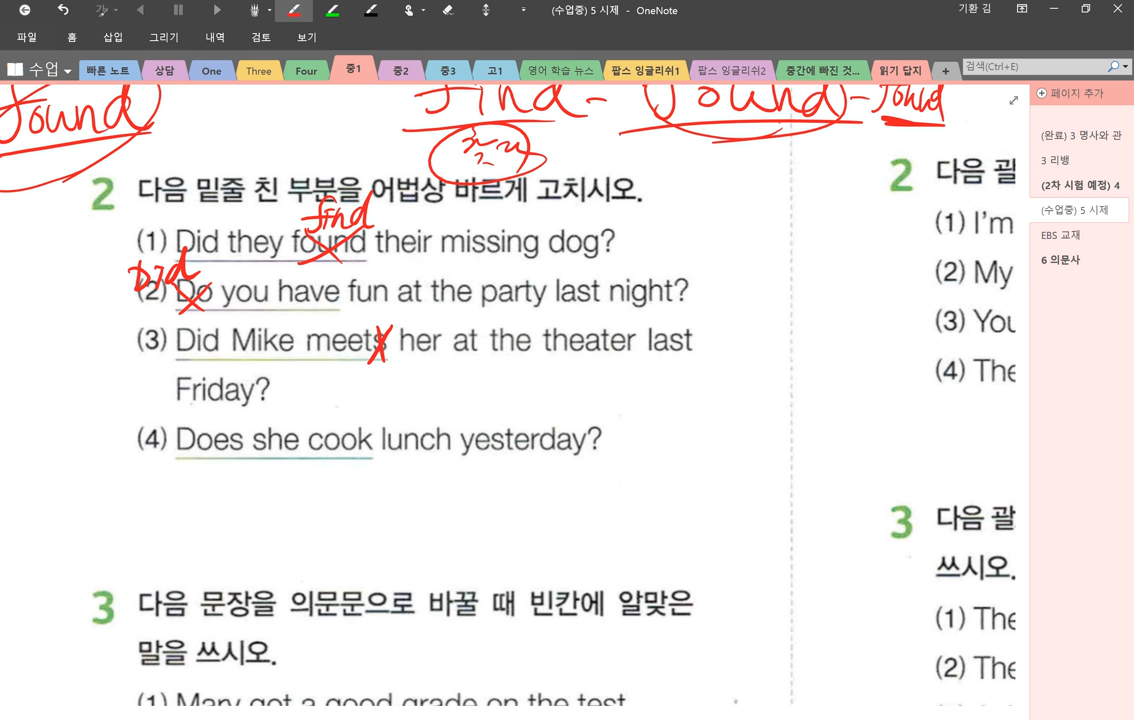 (수업중) 5 시제 - OneNote
기환 김
파일 홈 삽입 그리기 내역 검토 보기
수업 빠른 노트 상담 One Three Four 중1 중2 중3 고1 영어 학습 뉴스 팝스 잉글리쉬1 팝스 잉글리쉬2 중간에 빠진 것... 읽기 답지 + 검색(Ctrl+E)
페이지 추가
(완료) 3 명사와 관
3 리뱅
(2차 시험 예정) 4
(수업중) 5 시제
EBS 교재
6 의문사
found
find - found - found
2 다음 밑줄 친 부분을 어법상 바르게 고치시오.
find
(1) Did they found their missing dog?
Did
(2) Do you have fun at the party last night?
(3) Did Mike meets her at the theater last
Friday?
(4) Does she cook lunch yesterday?
3 다음 문장을 의문문으로 바꿀 때 빈칸에 알맞은
말을 쓰시오.
(1) Mary got a good grade on the test.
2 다음 괄
(1) I'm
(2) My
(3) You
(4) The
3 다음 괄
쓰시오.
(1) The
(2) The